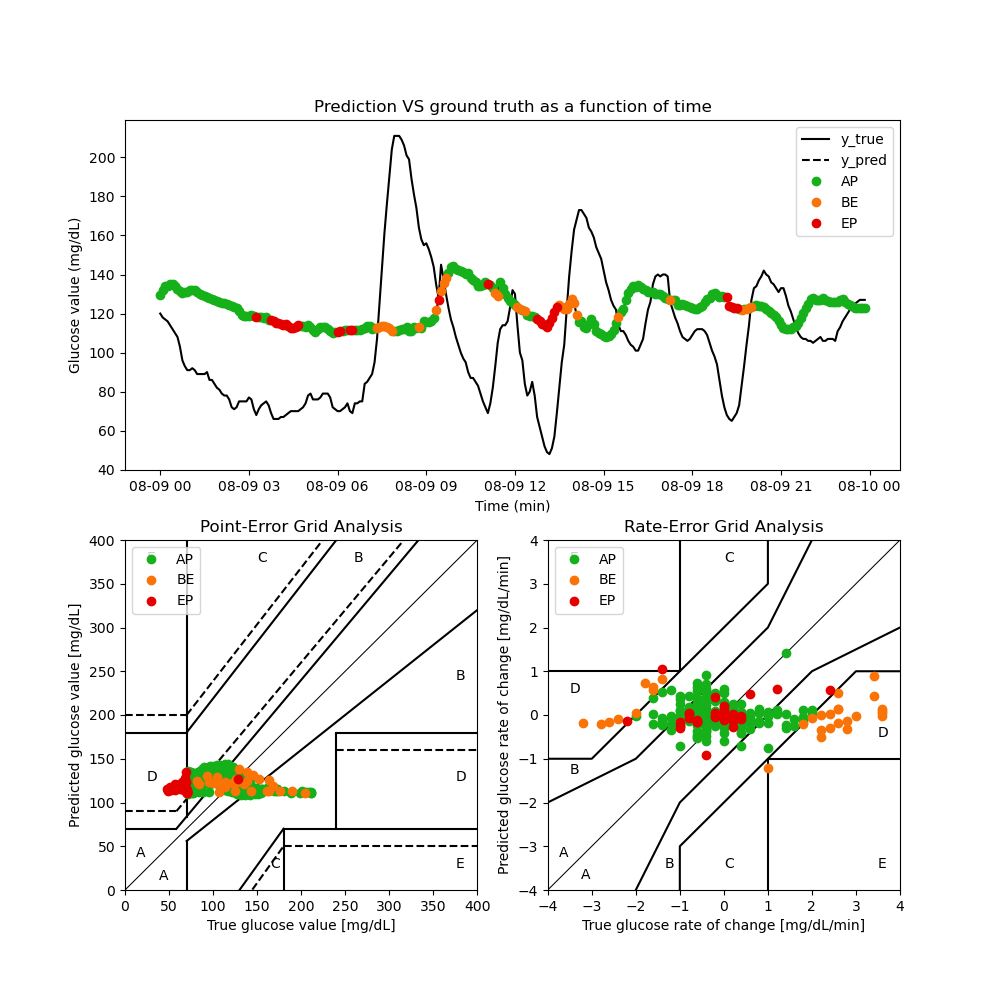 Prediction VS ground truth as a function of time
Glucose value (mg/dL)
200
180
160
140
120
100
80
60
40
y_true
y_pred
AP
BE
EP
08-09 00 08-09 03 08-09 06 08-09 09 08-09 12 08-09 15 08-09 18 08-09 21 08-10 00
Time (min)
Point-Error Grid Analysis
Predicted glucose value [mg/dL]
400
350
300
250
200
150
100
50
0
AP
BE
EP
C B
B
D D
A
A
C E
0 50 100 150 200 250 300 350 400
True glucose value [mg/dL]
Rate-Error Grid Analysis
Predicted glucose rate of change [mg/dL/min]
4
3
2
1
0
−1
−2
−3
−4
AP
BE
EP
C
D
D
B
A
A
B C E
−4 −3 −2 −1 0 1 2 3 4
True glucose rate of change [mg/dL/min]